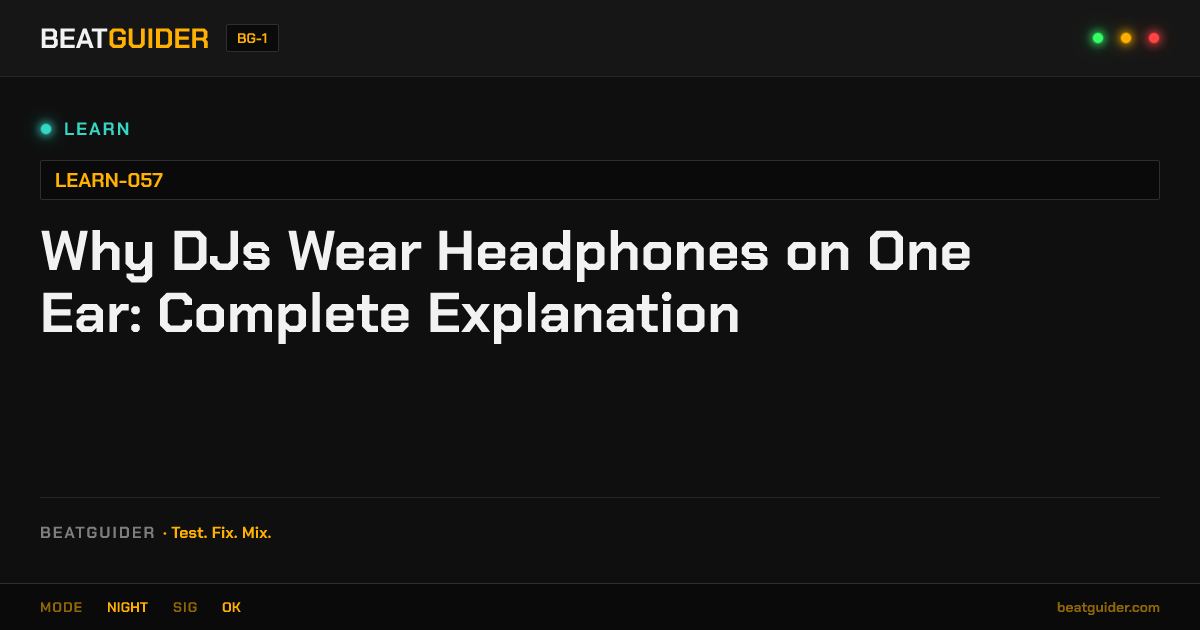 BEATGUIDER BG-1
LEARN
LEARN-057
Why DJs Wear Headphones on One
Ear: Complete Explanation
BEATGUIDER · Test. Fix. Mix.
MODE NIGHT SIG OK beatguider.com